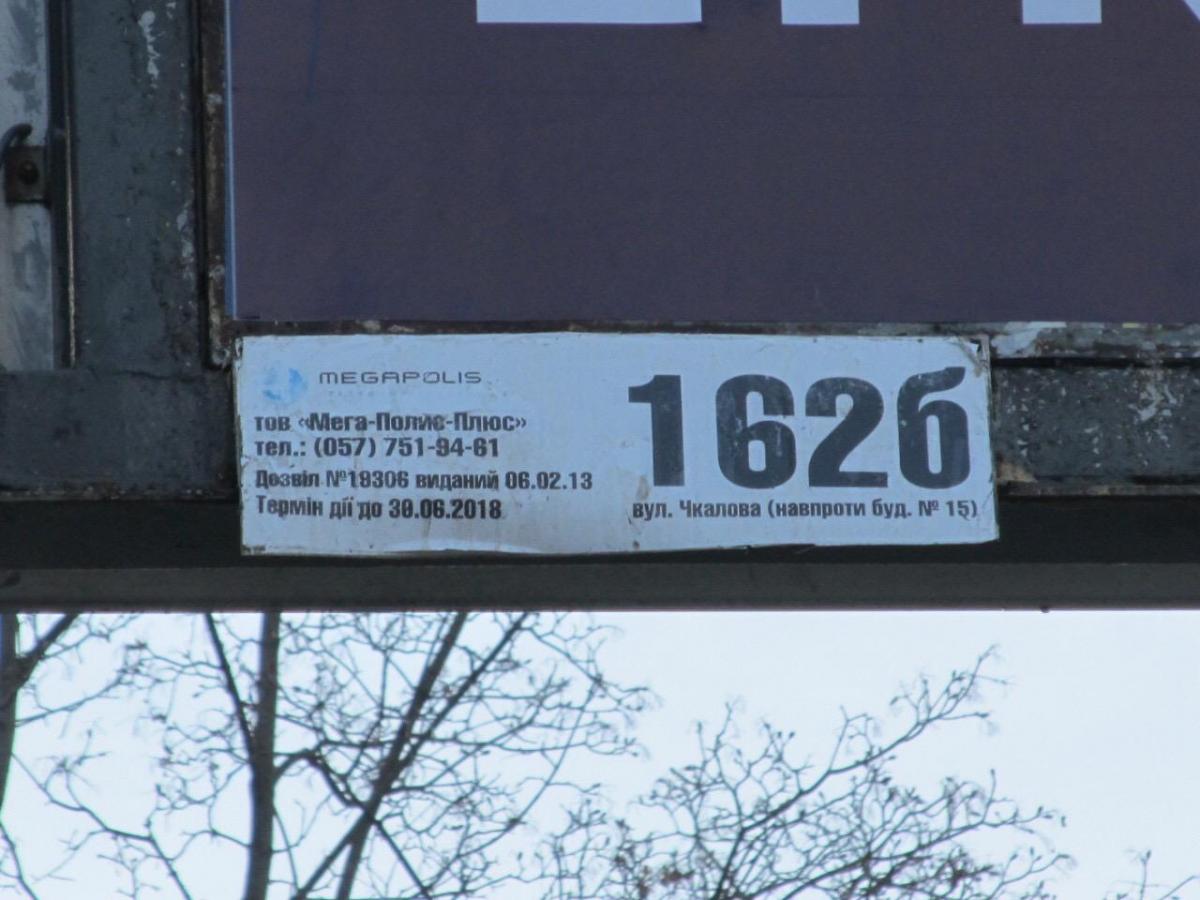 MEGAPOLIS
тов «Мега-Полис-Плюс»
тел.: (057) 751-94-61
Дозвіл №19306 виданий 06.02.13
Термін дії до 30.06.2018
162б
вул. Чкалова (навпроти буд. № 15)